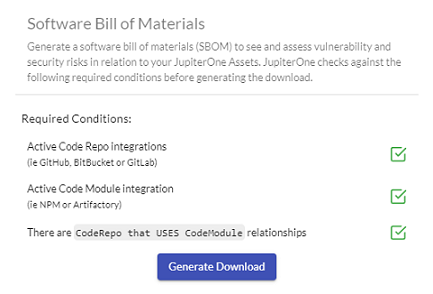 Software Bill of Materials
Generate a software bill of materials (SBOM) to see and assess vulnerability and
security risks in relation to your JupiterOne Assets. JupiterOne checks against the
following required conditions before generating the download.
Required Conditions:
Active Code Repo integrations
(ie GitHub, BitBucket or GitLab)
Active Code Module integration
(ie NPM or Artifactory)
There are CodeRepo that USES CodeModule relationships
Generate Download